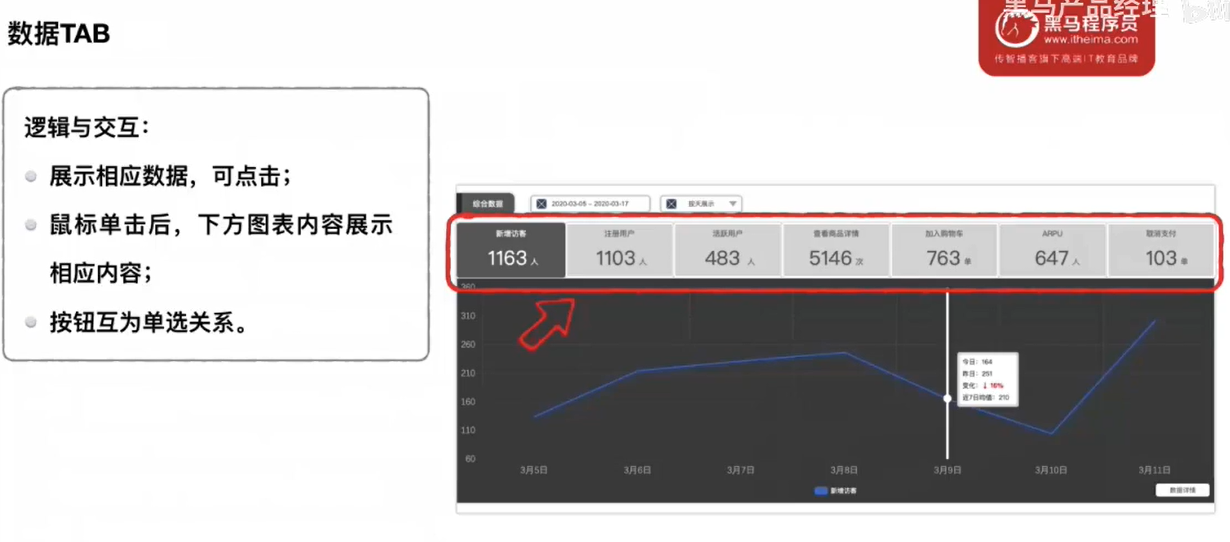 黑马产品经理
数据TAB
黑马程序员
www.itheima.com
传智播客旗下高端IT教育品牌
逻辑与交互：
展示相应数据，可点击；
鼠标单击后，下方图表内容展示
相应内容；
按钮互为单选关系。
综合数据
2020-03-05 - 2020-03-17
按天展示
新增访客
1163 人
注册用户
1103 人
活跃用户
483 人
查看商品详情
5146 次
加入购物车
763 单
ARPU
647 人
取消支付
103 单
360
310
260
210
160
110
60
今日：164
昨日：251
变化：↓ 16%
近7日均值：210
3月5日
3月6日
3月7日
3月8日
3月9日
3月10日
3月11日
新增访客
数据详情